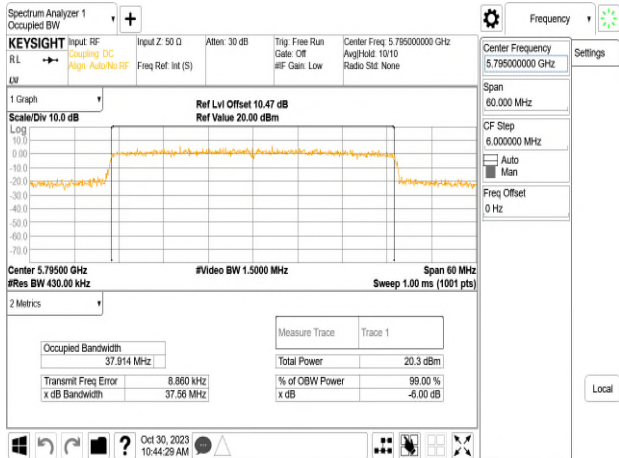 Spectrum Analyzer 1
Occupied BW
+
Frequency
KEYSIGHT
RL
Input: RF
Coupling: DC
Align: Auto/No RF
Input Z: 50 Ω
Freq Ref: Int (S)
Atten: 30 dB
Trig: Free Run
Gate: Off
#IF Gain: Low
Center Freq: 5.795000000 GHz
Avg|Hold: 10/10
Radio Std: None
Center Frequency
5.795000000 GHz
Settings
Span
60.000 MHz
CF Step
6.000000 MHz
Auto
Man
Freq Offset
0 Hz
Local
1 Graph
Scale/Div 10.0 dB
Ref Lvl Offset 10.47 dB
Ref Value 20.00 dBm
Log
10.0
0.00
-10.0
-20.0
-30.0
-40.0
-50.0
-60.0
-70.0
Center 5.79500 GHz
#Video BW 1.5000 MHz
Span 60 MHz
#Res BW 430.00 kHz
Sweep 1.00 ms (1001 pts)
2 Metrics
Measure Trace Trace 1
Occupied Bandwidth
37.914 MHz
Total Power 20.3 dBm
Transmit Freq Error 8.860 kHz
% of OBW Power 99.00 %
x dB Bandwidth 37.56 MHz
x dB -6.00 dB
?
Oct 30, 2023
10:44:29 AM